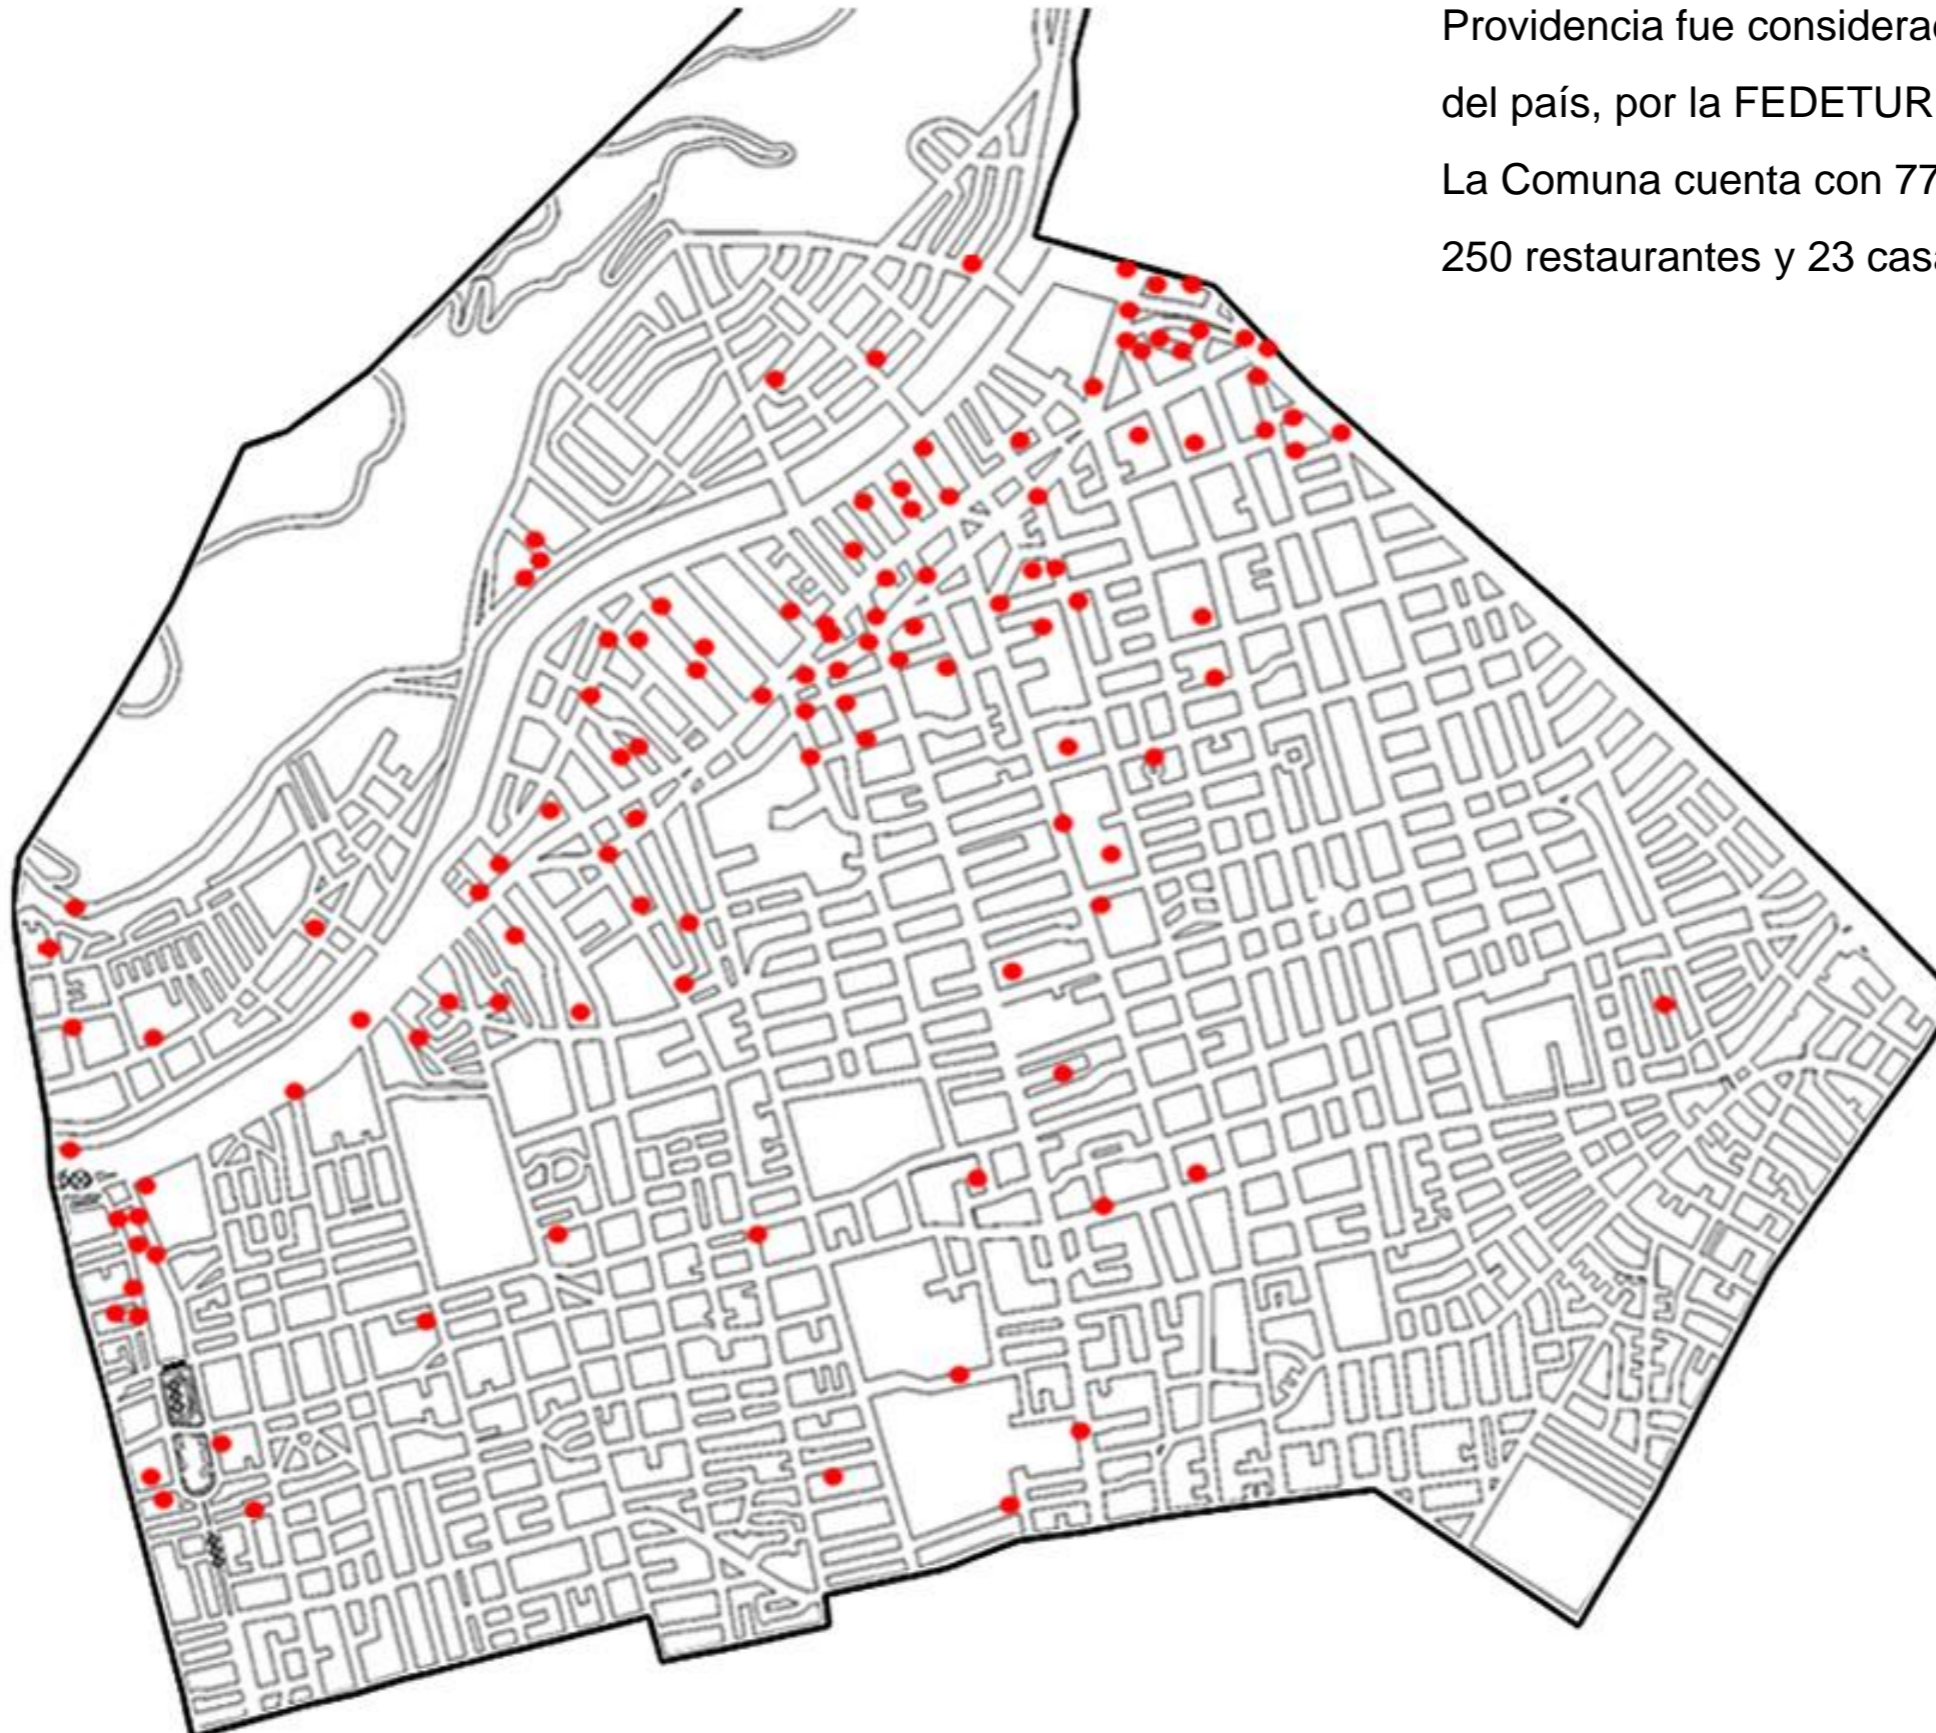 Providencia fue considerad
del país, por la FEDETUR
La Comuna cuenta con 77
250 restaurantes y 23 casa